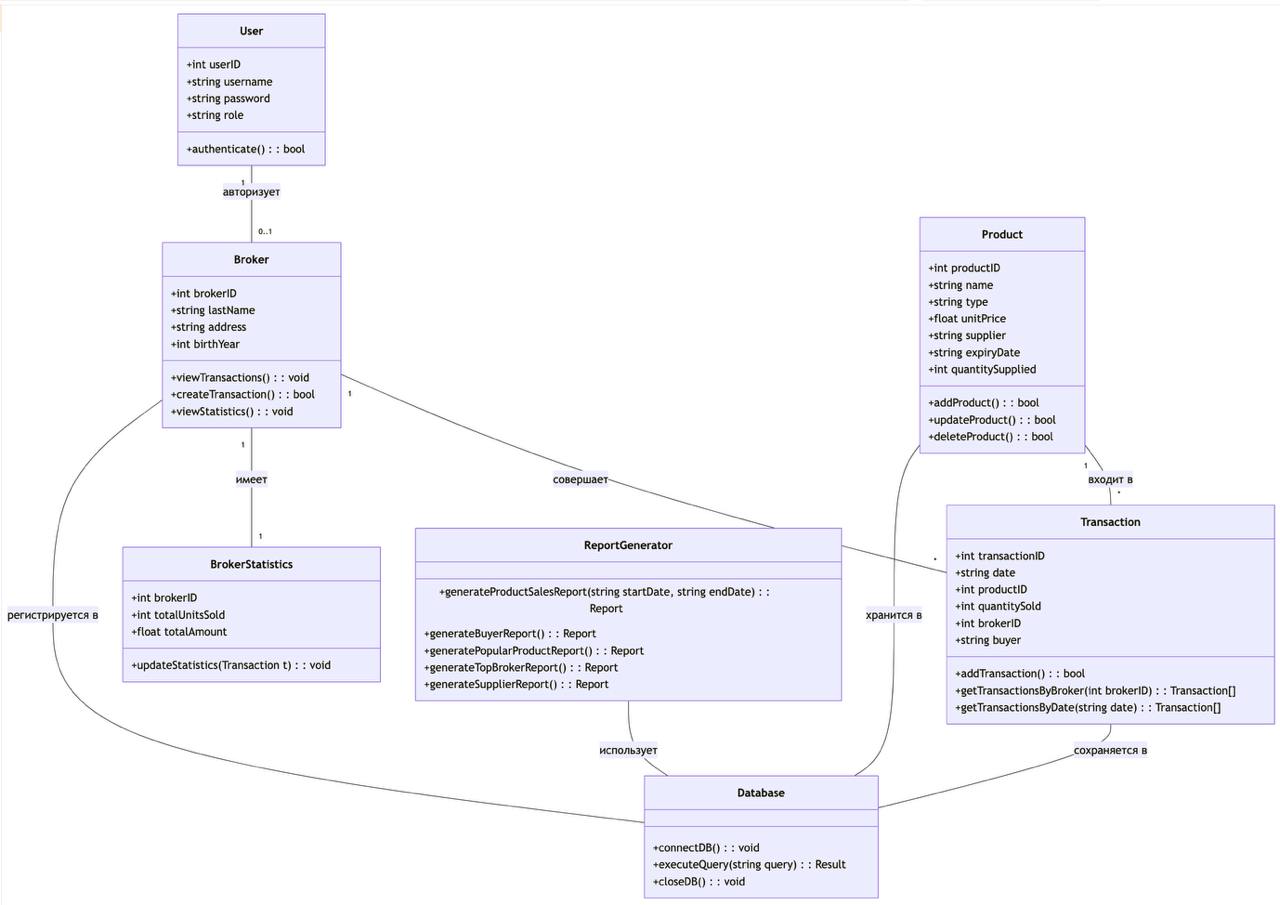 User
+int userID
+string username
+string password
+string role
+authenticate() : : bool
1
авторизует
0..1
Broker
+int brokerID
+string lastName
+string address
+int birthYear
+viewTransactions() : : void
+createTransaction() : : bool
+viewStatistics() : : void
1
1
имеет
1
совершает
*
регистрируется в
BrokerStatistics
+int brokerID
+int totalUnitsSold
+float totalAmount
+updateStatistics(Transaction t) : : void
ReportGenerator
+generateProductSalesReport(string startDate, string endDate) : :
Report
+generateBuyerReport() : : Report
+generatePopularProductReport() : : Report
+generateTopBrokerReport() : : Report
+generateSupplierReport() : : Report
использует
Product
+int productID
+string name
+string type
+float unitPrice
+string supplier
+string expiryDate
+int quantitySupplied
+addProduct() : : bool
+updateProduct() : : bool
+deleteProduct() : : bool
1
входит в
*
хранится в
Transaction
+int transactionID
+string date
+int productID
+int quantitySold
+int brokerID
+string buyer
+addTransaction() : : bool
+getTransactionsByBroker(int brokerID) : : Transaction[]
+getTransactionsByDate(string date) : : Transaction[]
сохраняется в
Database
+connectDB() : : void
+executeQuery(string query) : : Result
+closeDB() : : void